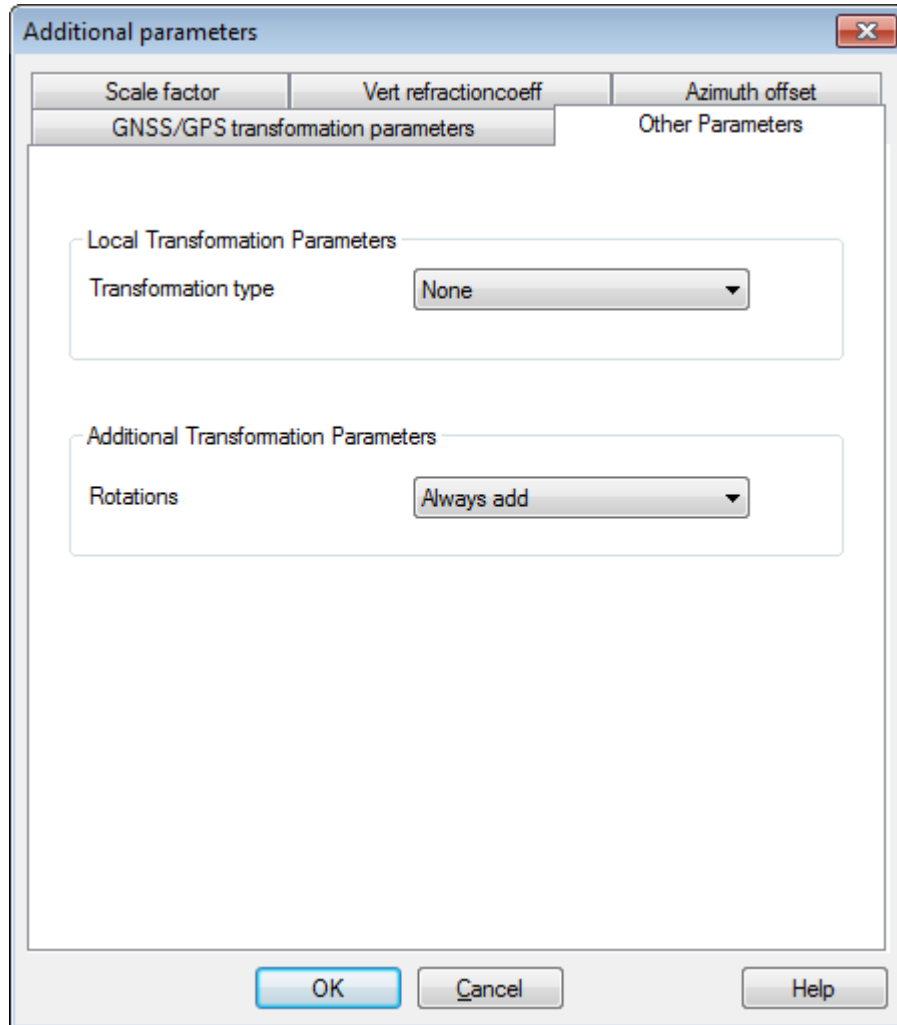 Additional parameters
Scale factor Vert refractioncoeff Azimuth offset
GNSS/GPS transformation parameters Other Parameters
Local Transformation Parameters
Transformation type None
Additional Transformation Parameters
Rotations Always add
OK Cancel Help